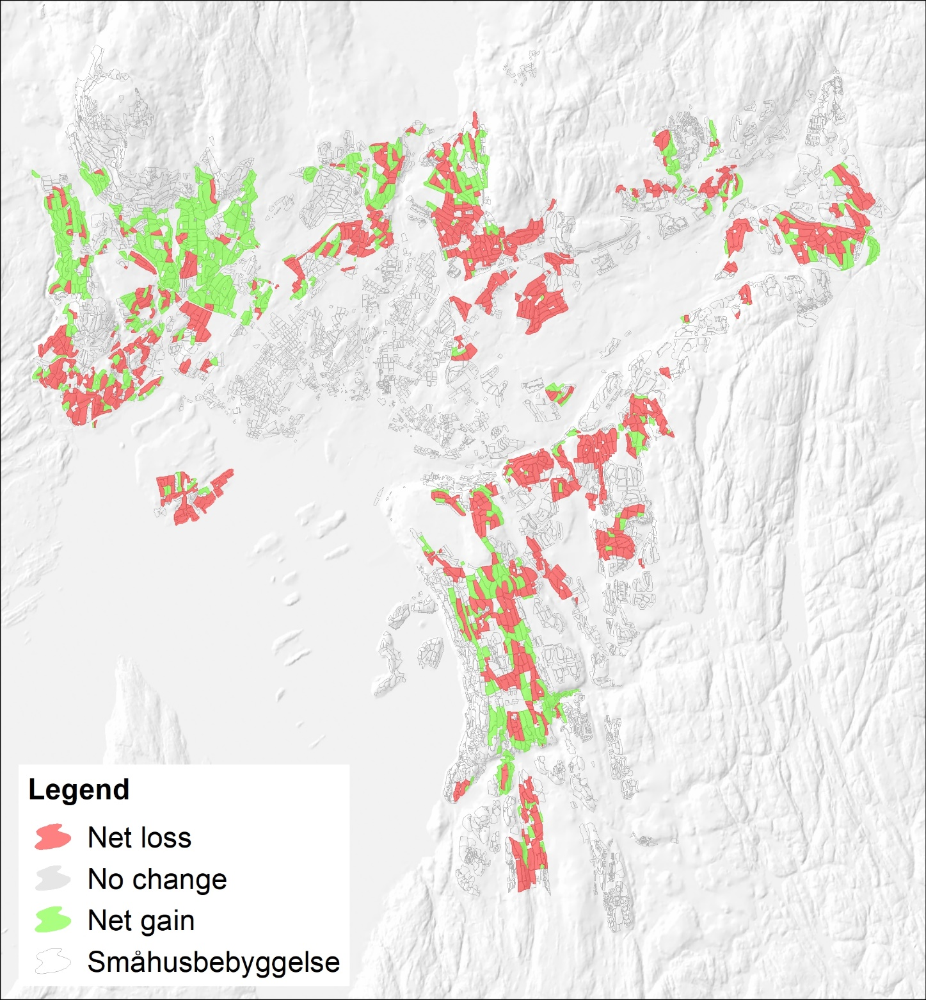 Legend
Net loss
No change
Net gain
Småhusbebyggelse